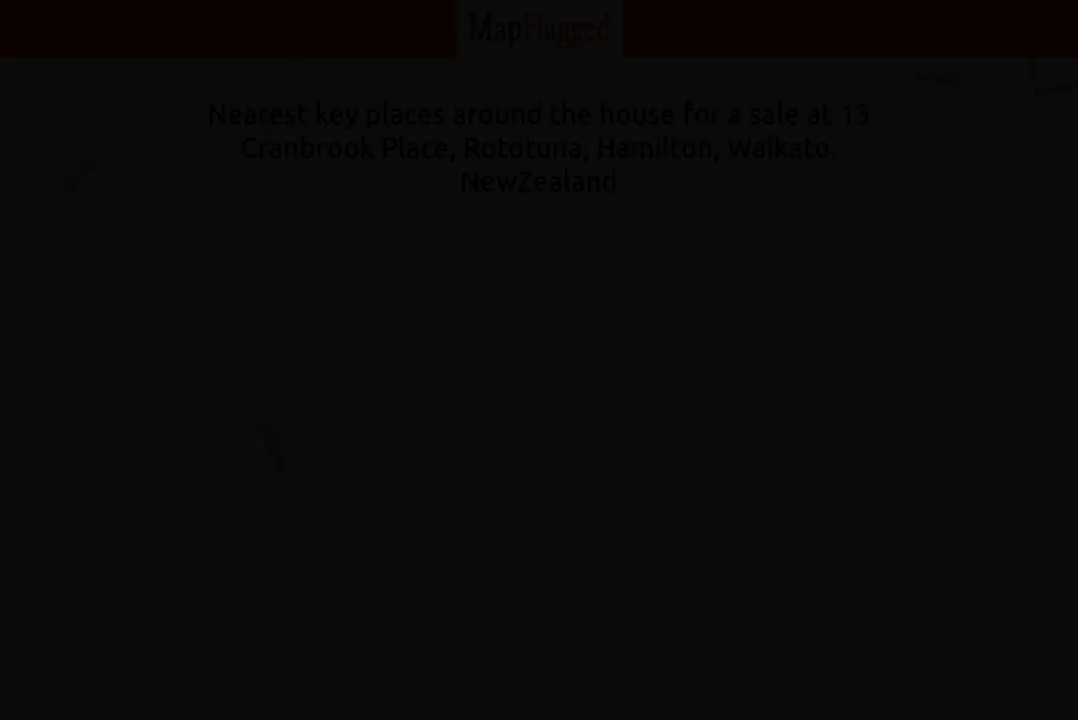 MapFlagged
Nearest key places around the house for a sale at 13
Cranbrook Place, Rototuna, Hamilton, Waikato,
NewZealand